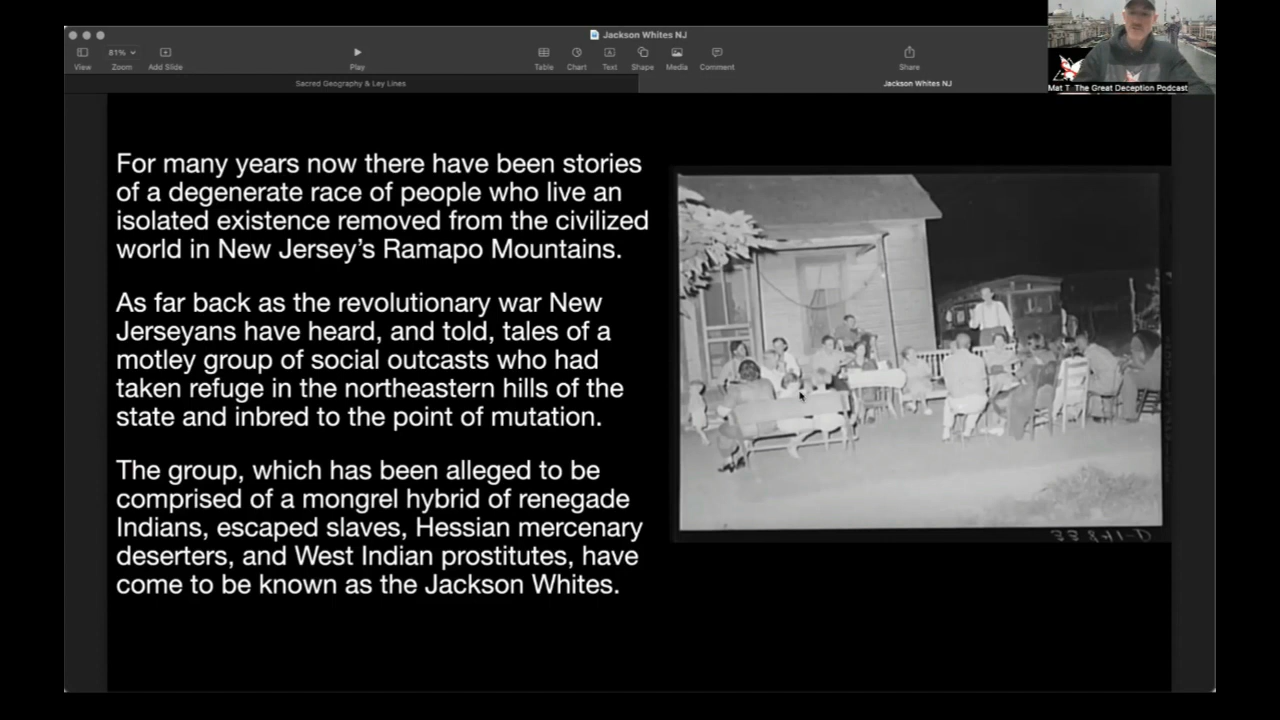 Jackson Whites NJ
81%
View
Zoom
Add Slide
Play
Table
Chart
Text
Shape
Media
Comment
Share
Sacred Geography & Ley Lines
Jackson Whites NJ
Mat T The Great Deception Podcast
For many years now there have been stories
of a degenerate race of people who live an
isolated existence removed from the civilized
world in New Jersey's Ramapo Mountains.
As far back as the revolutionary war New
Jerseyans have heard, and told, tales of a
motley group of social outcasts who had
taken refuge in the northeastern hills of the
state and inbred to the point of mutation.
The group, which has been alleged to be
comprised of a mongrel hybrid of renegade
Indians, escaped slaves, Hessian mercenary
deserters, and West Indian prostitutes, have
come to be known as the Jackson Whites.